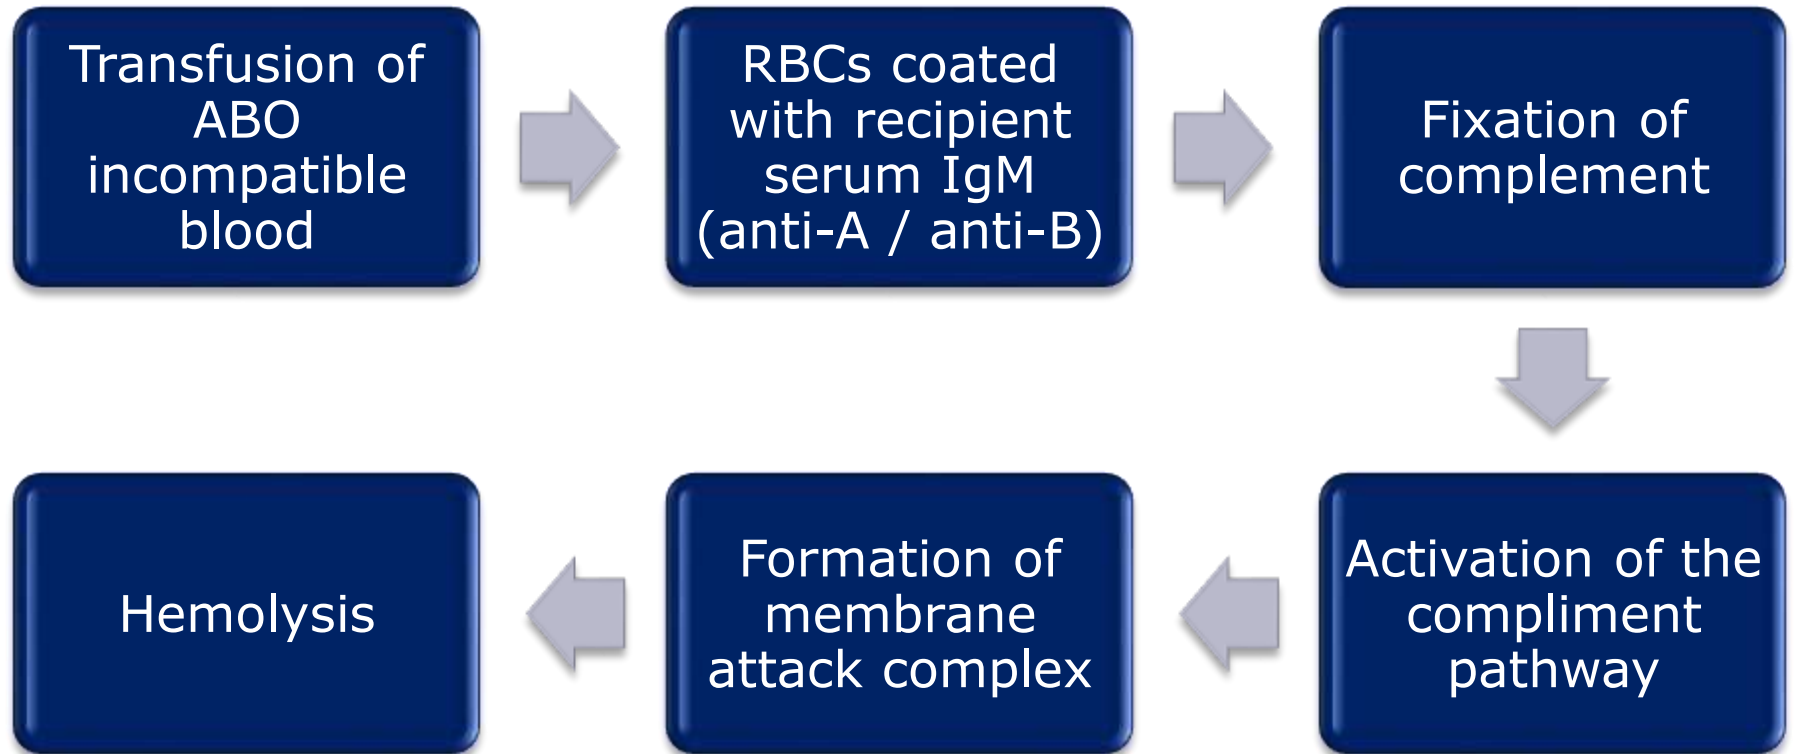 Transfusion of
ABO
incompatible
blood
RBCs coated
with recipient
serum IgM
(anti-A / anti-B)
Fixation of
complement
Activation of the
compliment
pathway
Formation of
membrane
attack complex
Hemolysis